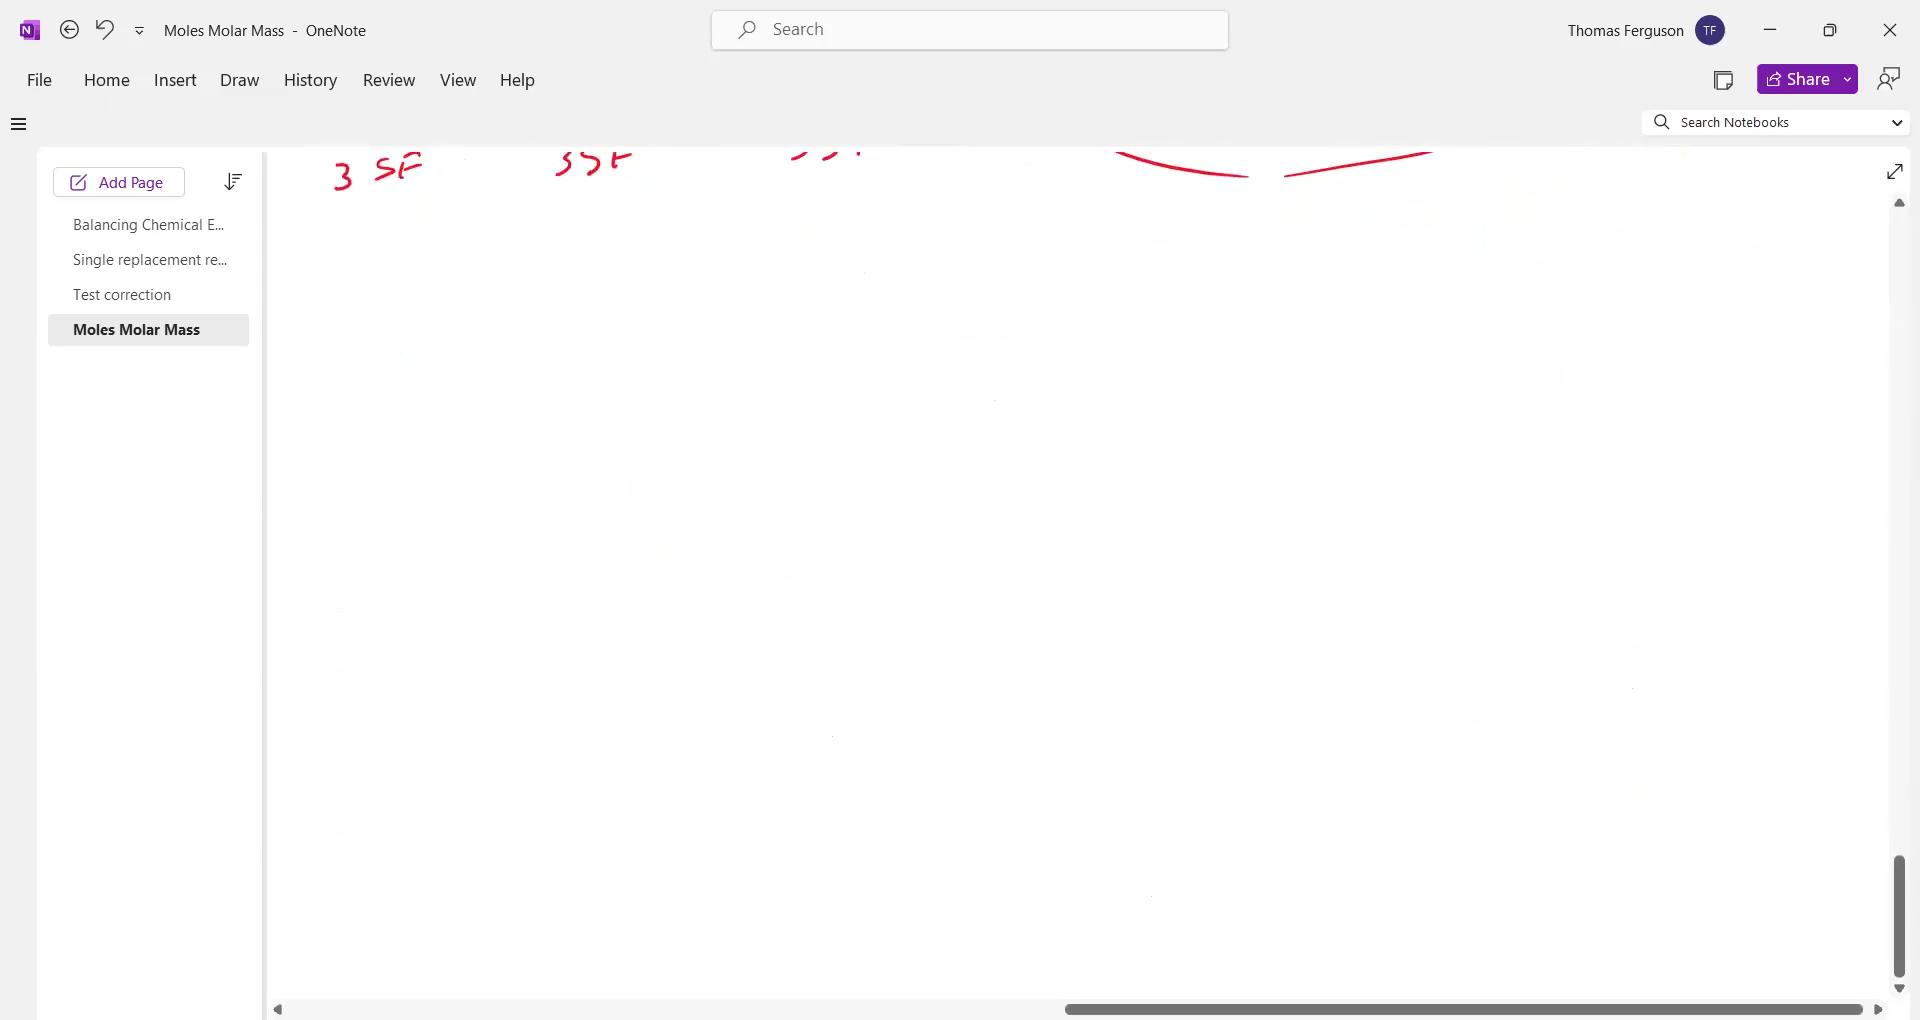 Moles Molar Mass - OneNote
Search
Thomas Ferguson TF
File Home Insert Draw History Review View Help
Share
Search Notebooks
Add Page
Balancing Chemical E...
Single replacement re...
Test correction
Moles Molar Mass
3 SF 3SF